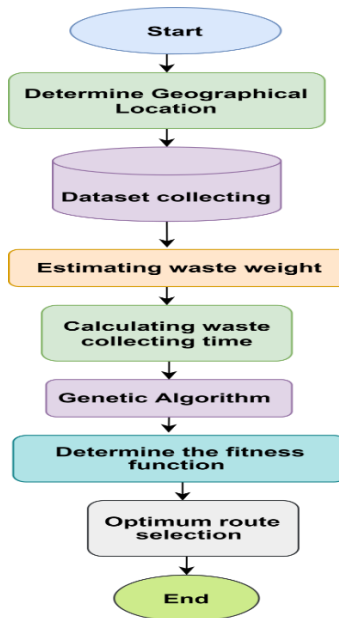 Start
Determine Geographical
Location
Dataset collecting
Estimating waste weight
Calculating waste
collecting time
Genetic Algorithm
Determine the fitness
function
Optimum route
selection
End